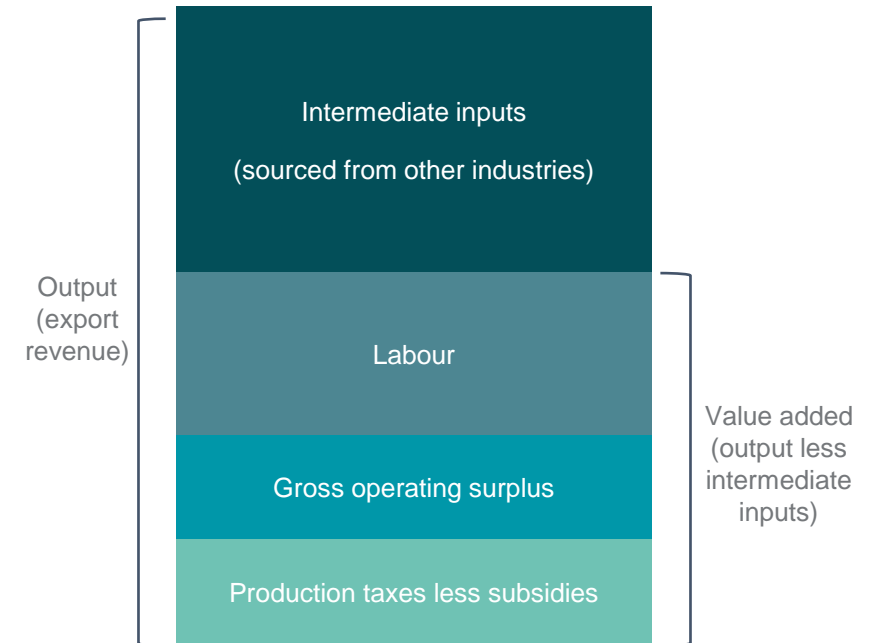 Intermediate inputs
(sourced from other industries)
Output
(export
revenue)
Labour
Value added
(output less
intermediate
inputs)
Gross operating surplus
Production taxes less subsidies